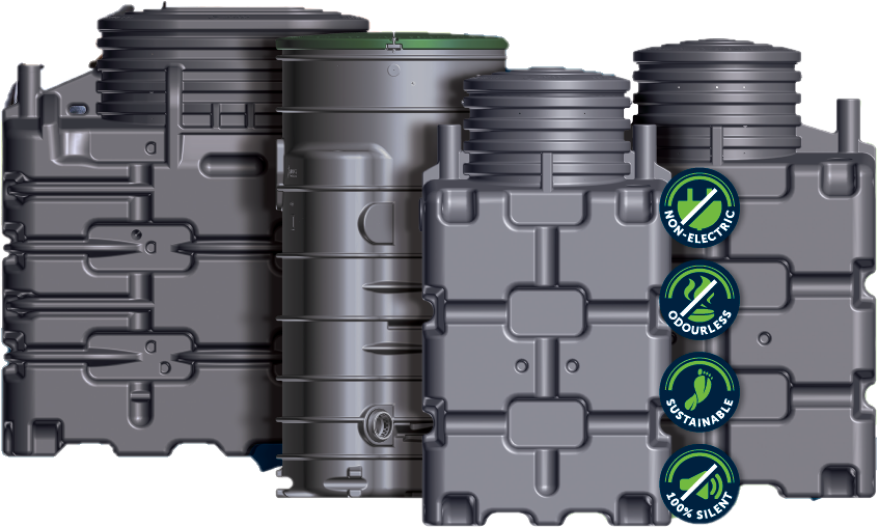 NON-ELECTRIC
ODOURLESS
SUSTAINABLE
100% SILENT